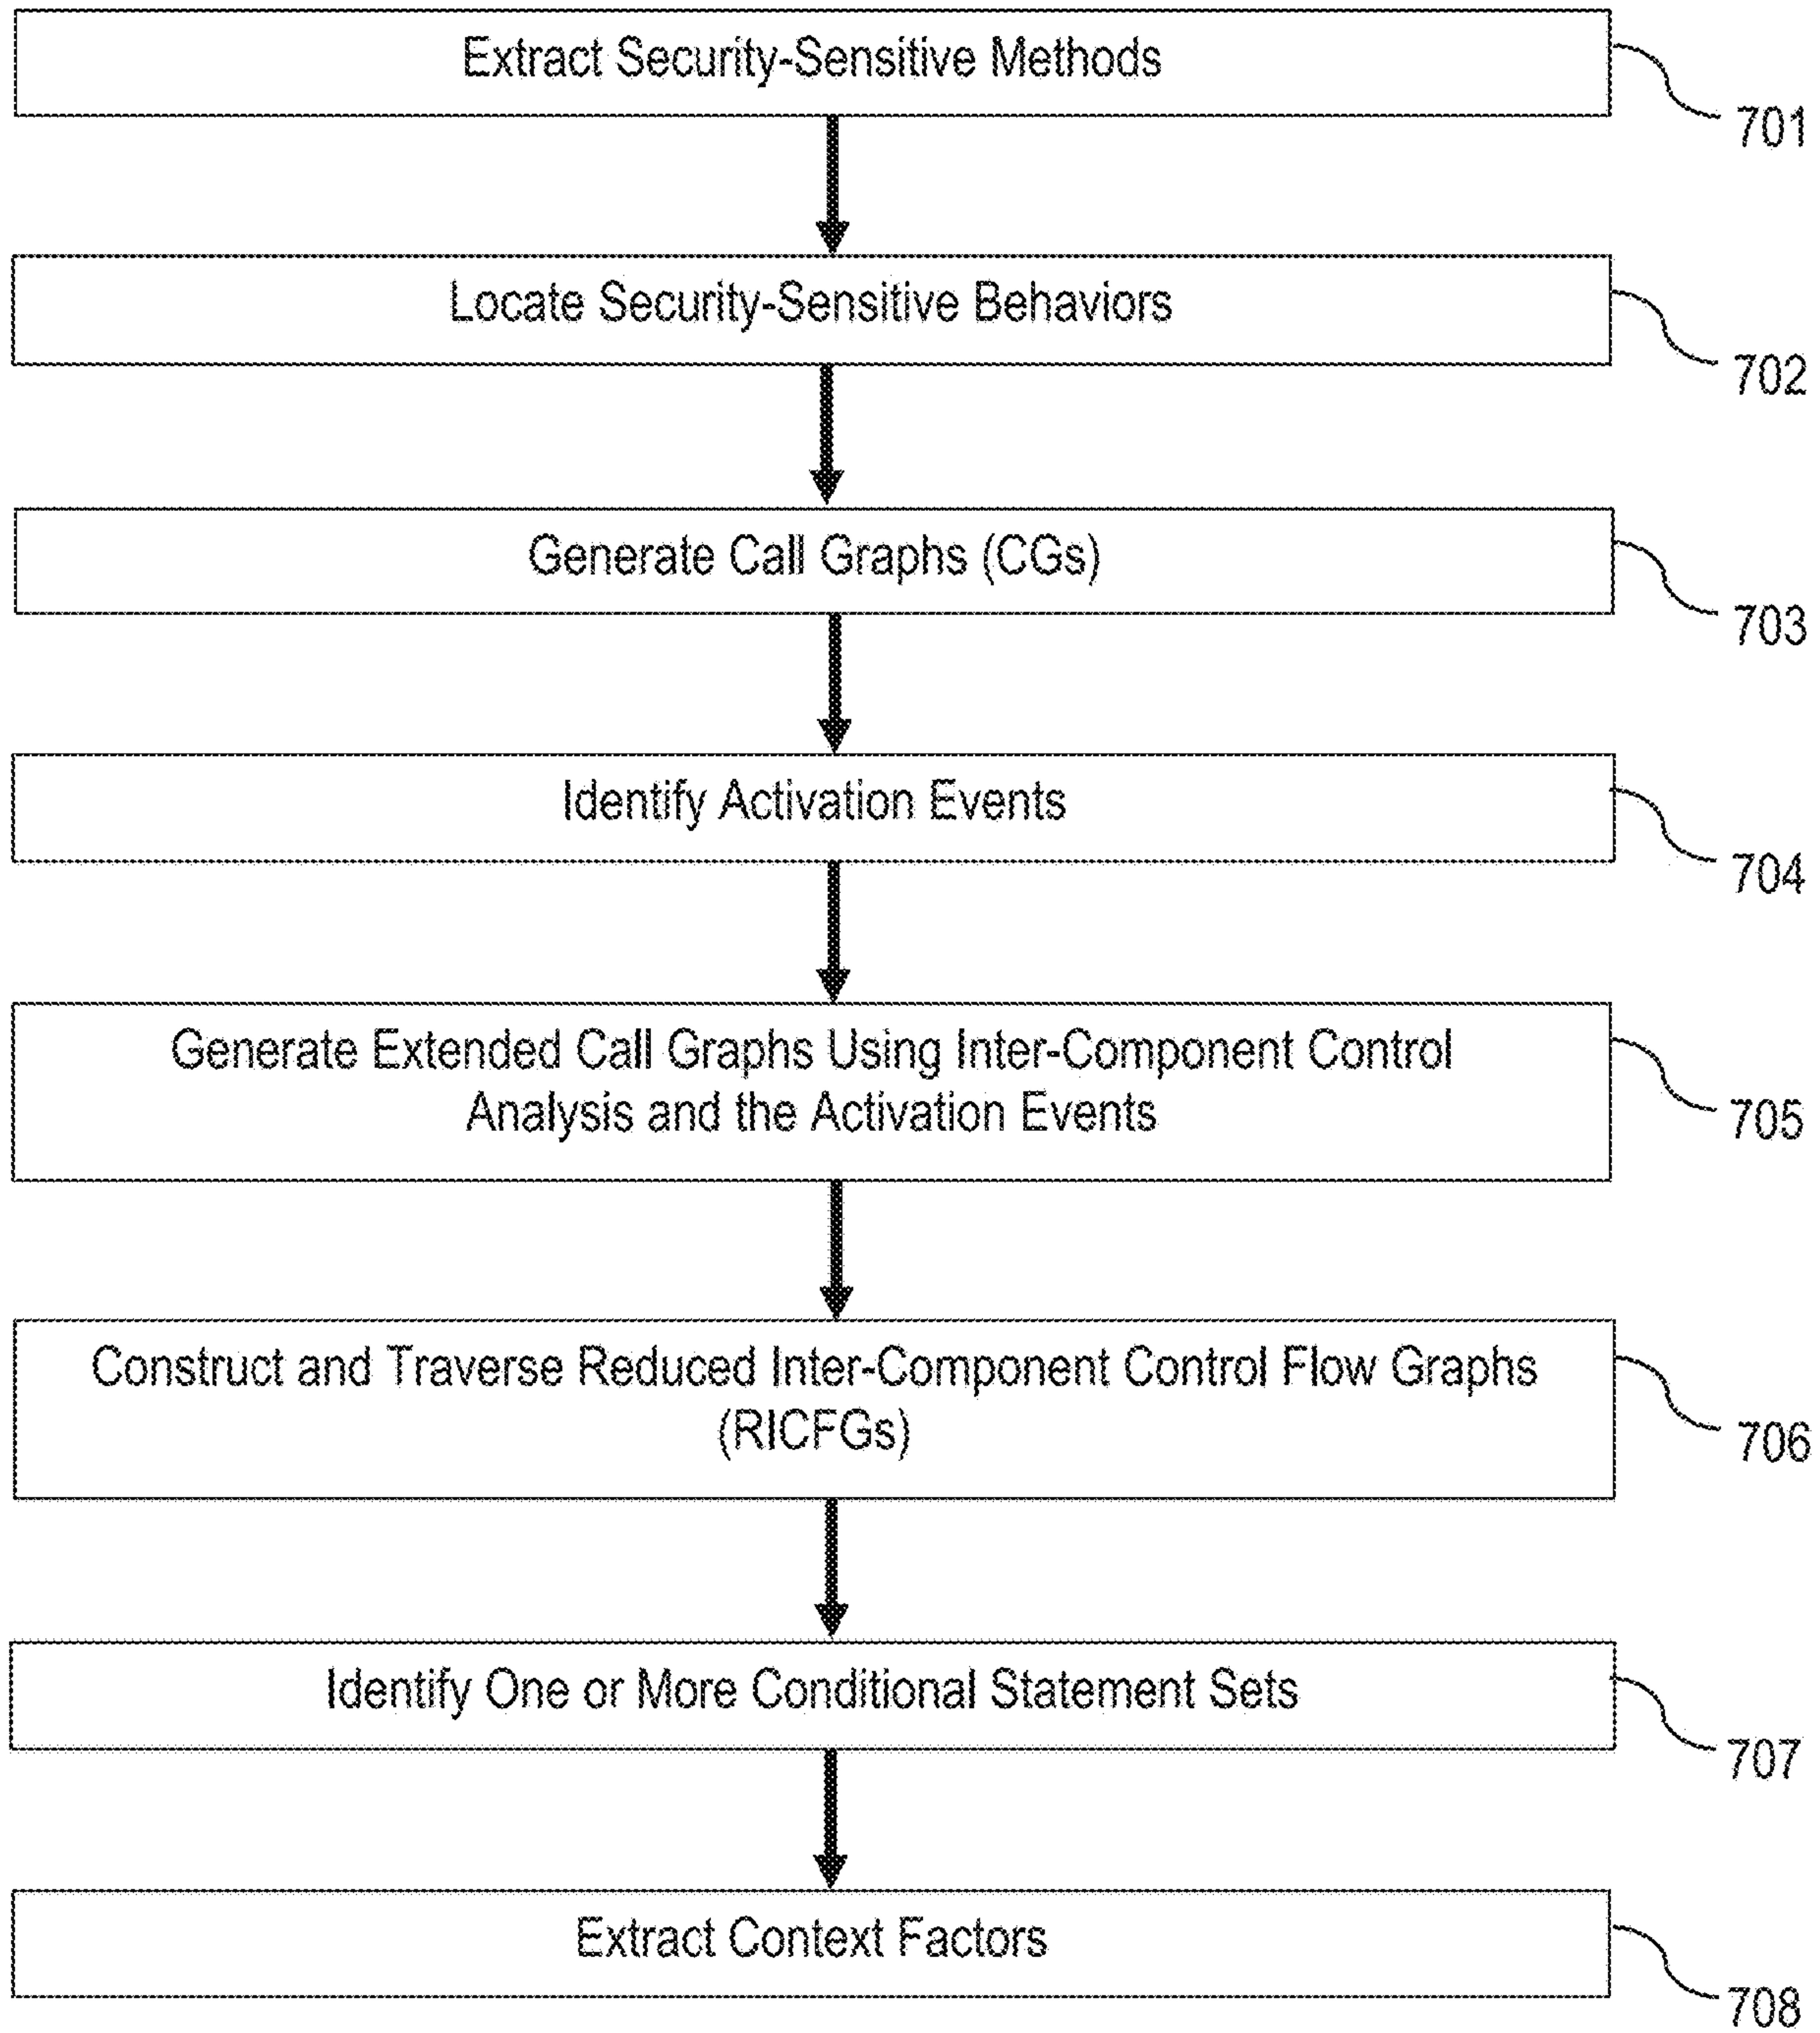 Extract Security-Sensitive Methods
701
Locate Security-Sensitive Behaviors
702
Generate Call Graphs (CGs)
703
Identify Activation Events
704
Generate Extended Call Graphs Using Inter-Component Control
Analysis and the Activation Events
705
Construct and Traverse Reduced Inter-Component Control Flow Graphs
(RICFGs)
706
Identify One or More Conditional Statement Sets
707
Extract Context Factors
708